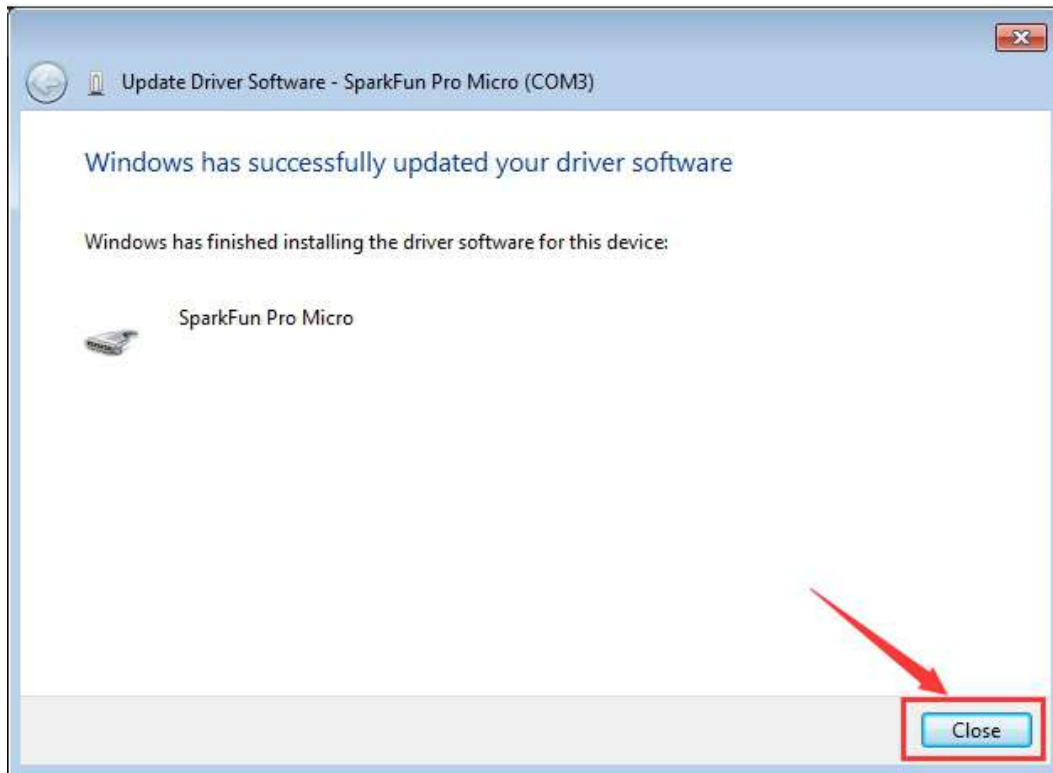 Update Driver Software - SparkFun Pro Micro (COM3)
Windows has successfully updated your driver software
Windows has finished installing the driver software for this device:
SparkFun Pro Micro
Close